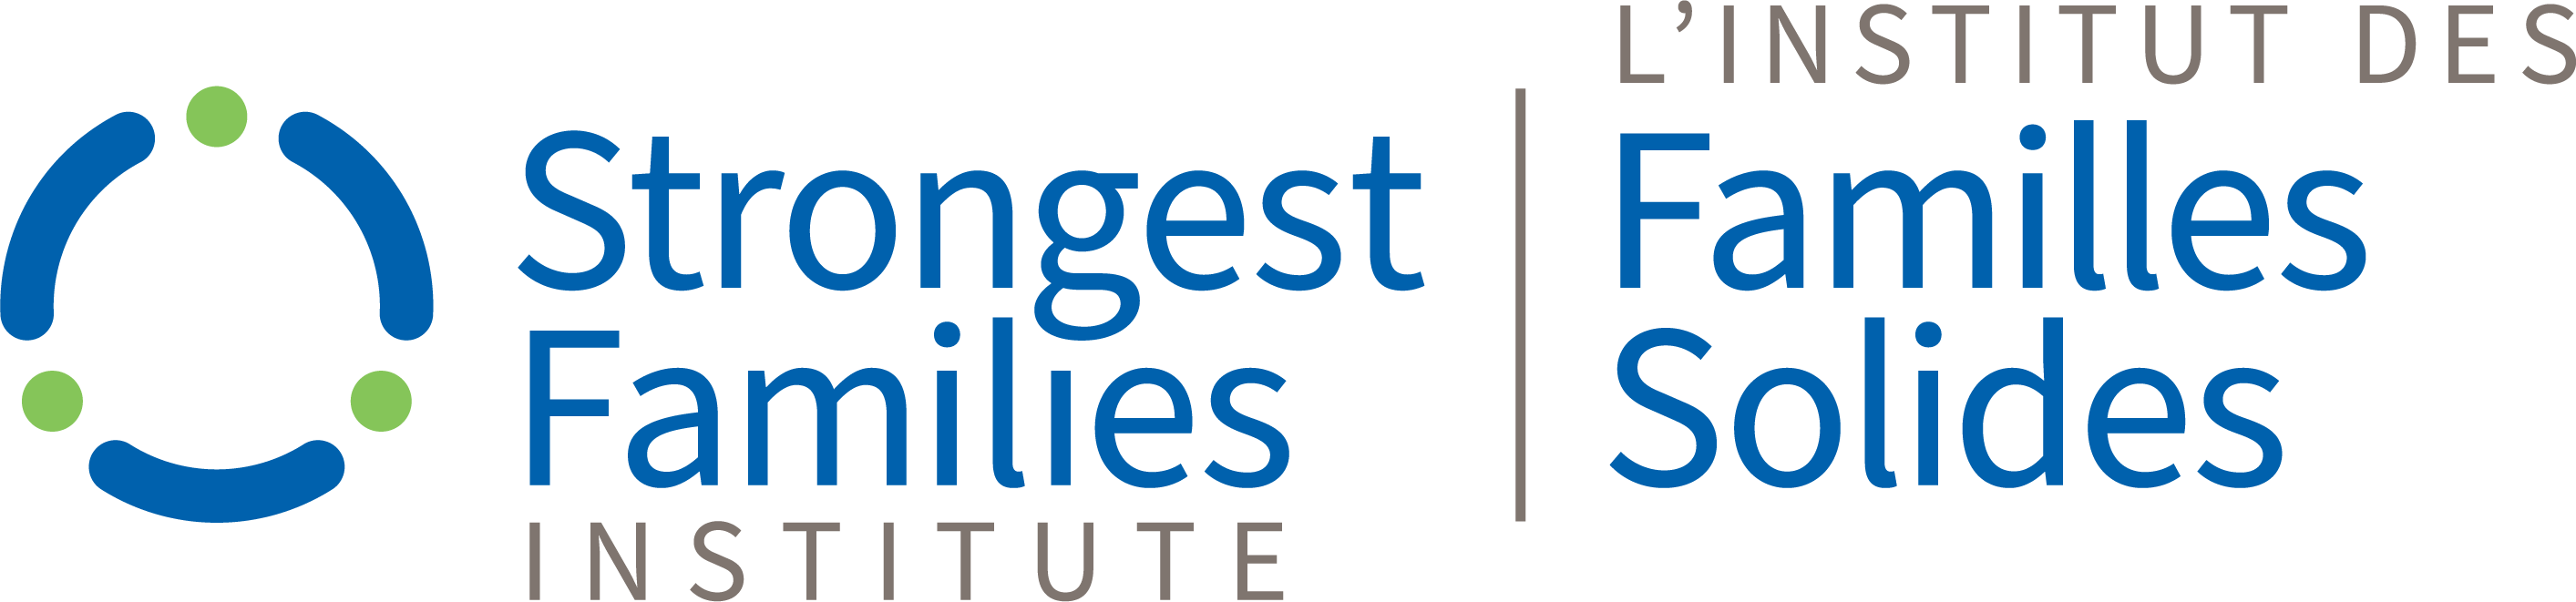 Strongest
Families
INSTITUTE
L'INSTITUT DES
Familles
Solides